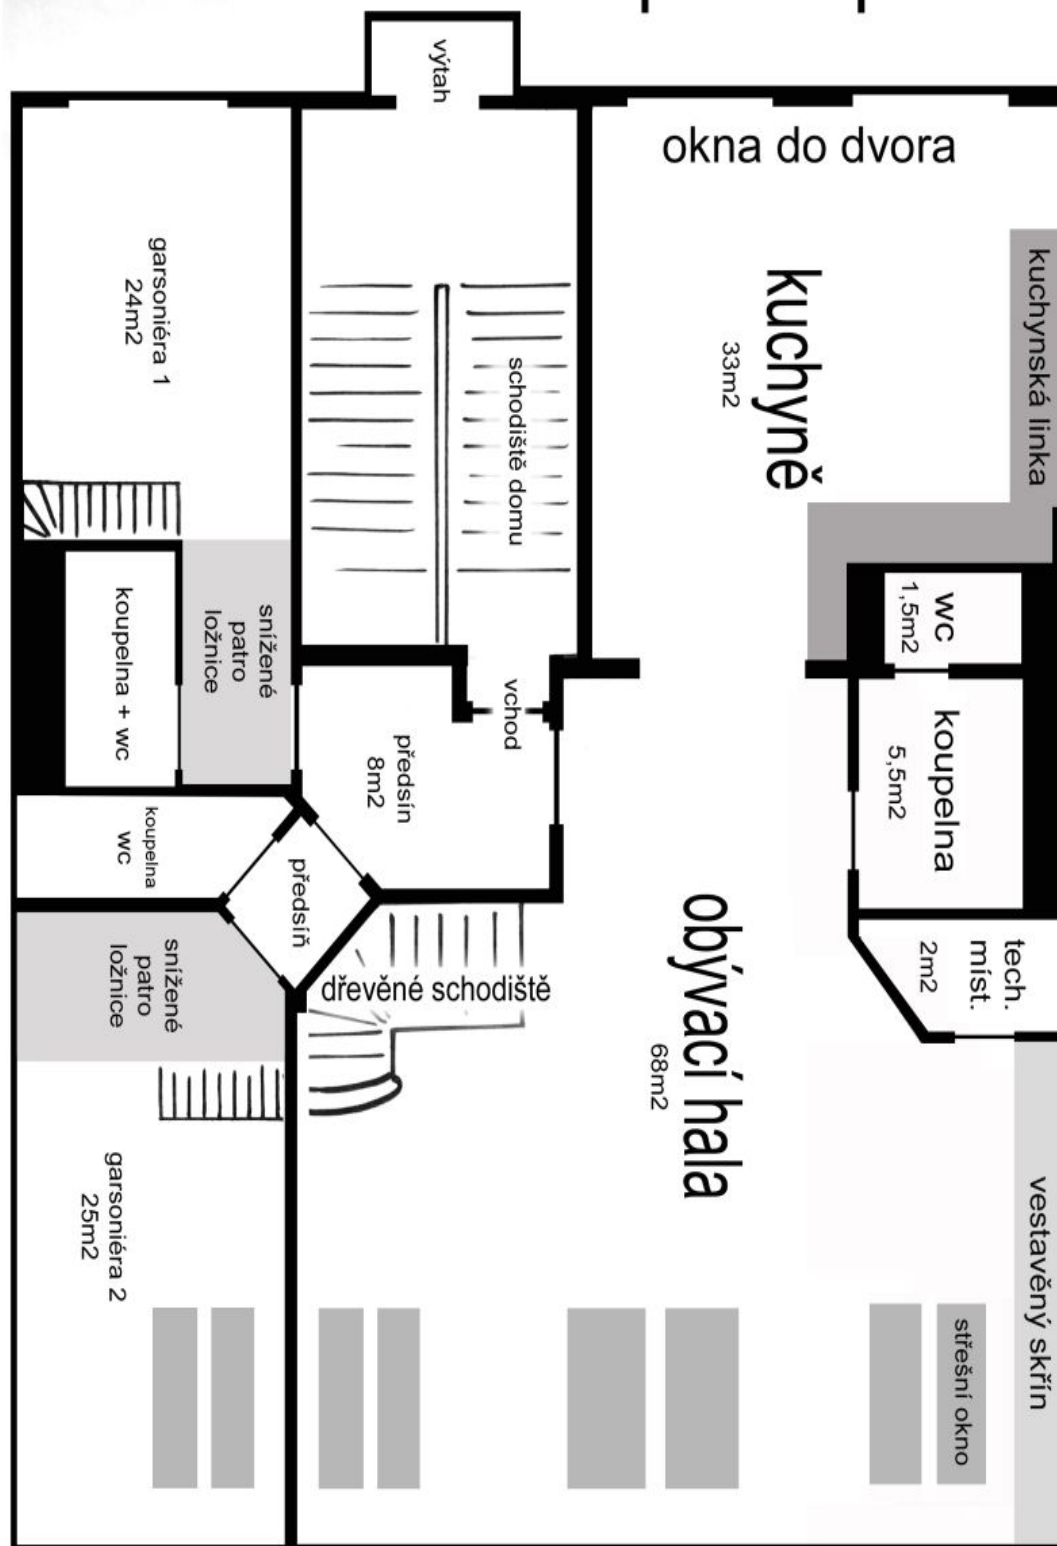 výtah
okna do dvora
garsoniéra 1
24m2
schodiště domu
kuchyně
33m2
kuchynská linka
koupelna + wc
snížené
patro
ložnice
vchod
předsín
8m2
wc
1,5m2
koupelna
5,5m2
koupelna
wc
předsíň
snížené
patro
ložnice
dřevěné schodiště
obývací hala
68m2
tech.
míst.
2m2
garsoniéra 2
25m2
vestavěný skřín
střešní okno